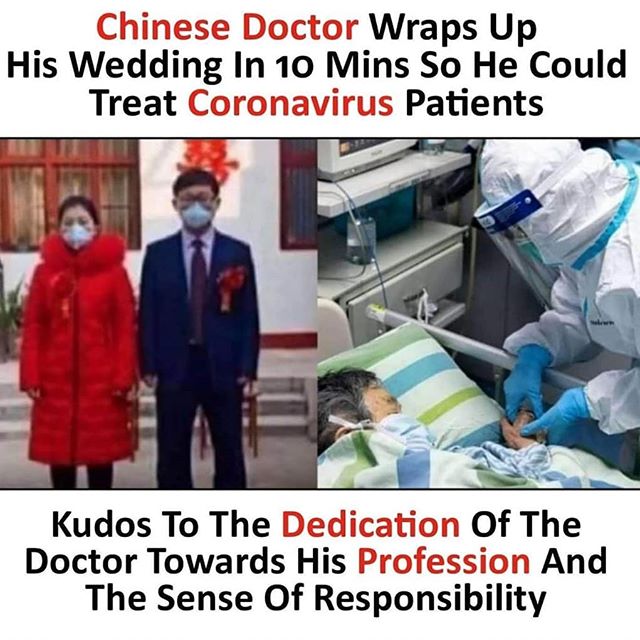 Chinese Doctor Wraps Up
His Wedding In 10 Mins So He Could
Treat Coronavirus Patients
Kudos To The Dedication Of The
Doctor Towards His Profession And
The Sense Of Responsibility